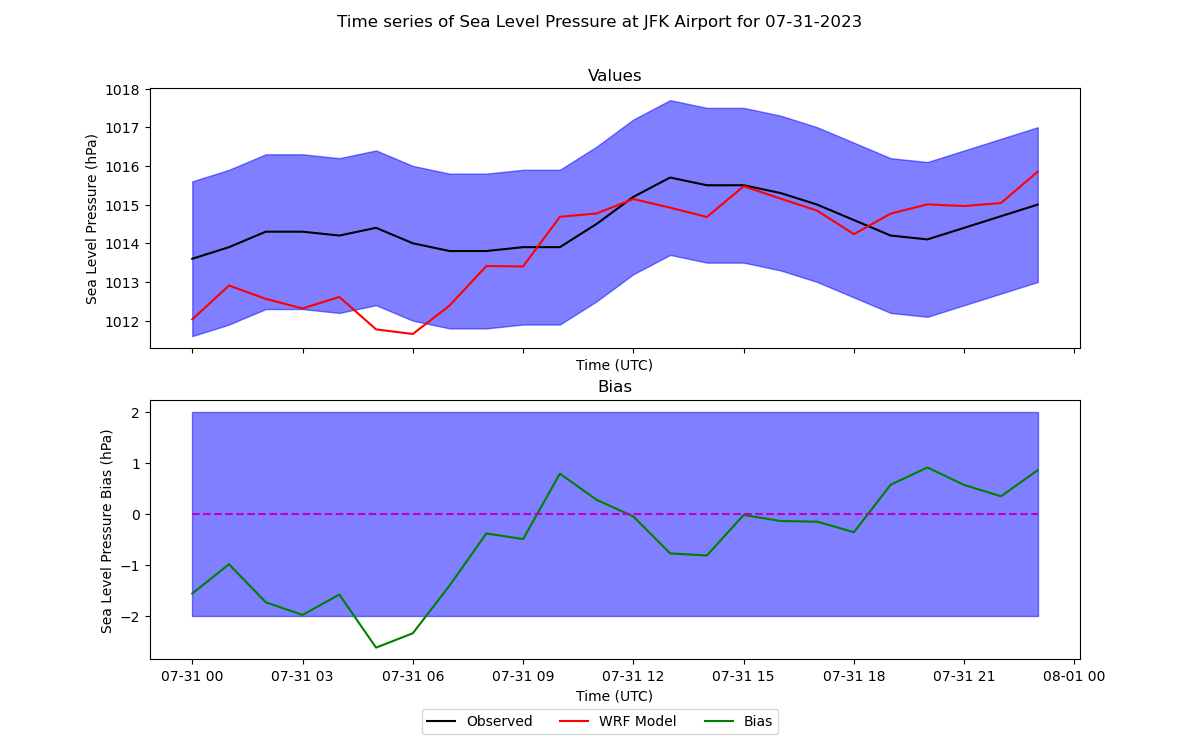 Time series of Sea Level Pressure at JFK Airport for 07-31-2023
Values
Sea Level Pressure (hPa)
1018
1017
1016
1015
1014
1013
1012
Time (UTC)
Bias
Sea Level Pressure Bias (hPa)
2
1
0
−1
−2
07-31 00 07-31 03 07-31 06 07-31 09 07-31 12 07-31 15 07-31 18 07-31 21 08-01 00
Time (UTC)
Observed WRF Model Bias